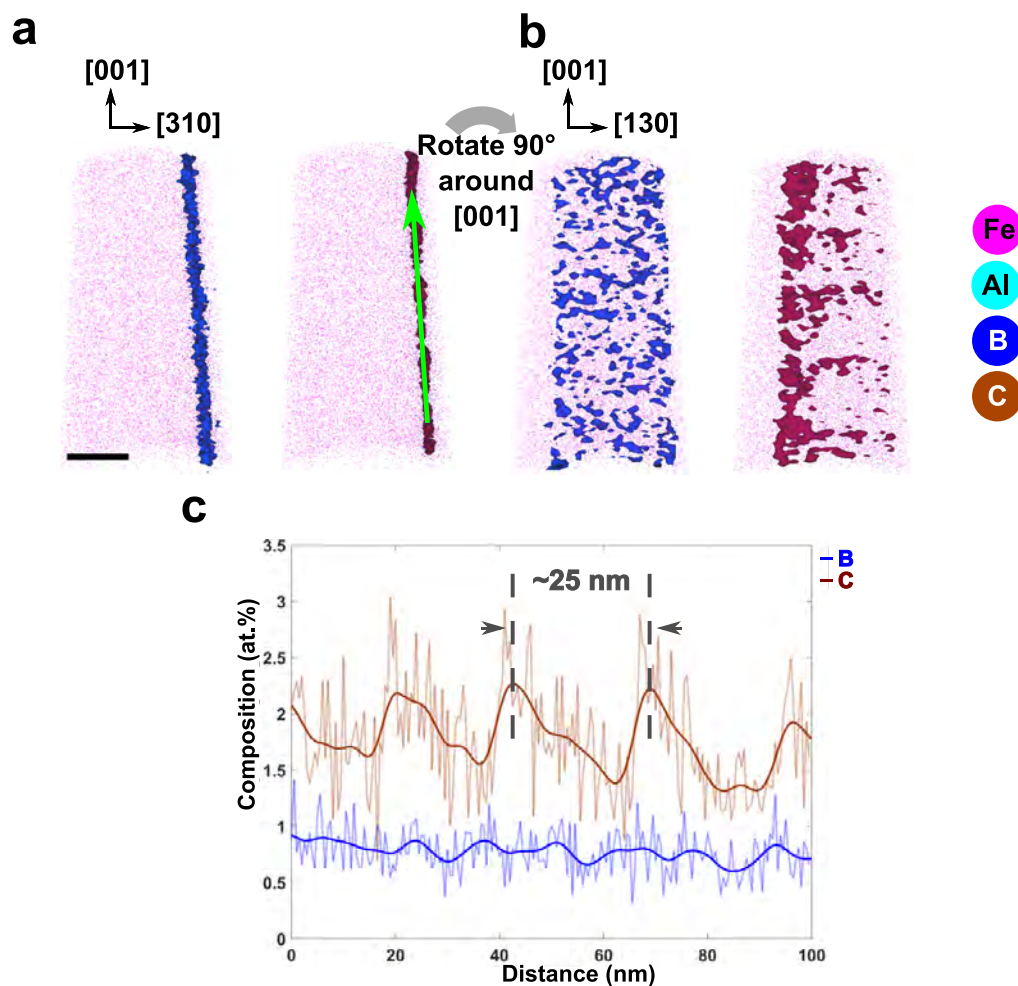 a
b
[001]
[310]
[001]
[130]
Rotate 90°
around
[001]
Fe
Al
B
C
c
3.5
3
2.5
2
1.5
1
0.5
0
Composition (at.%)
~25 nm
B
C
0
20
40
60
80
100
Distance (nm)